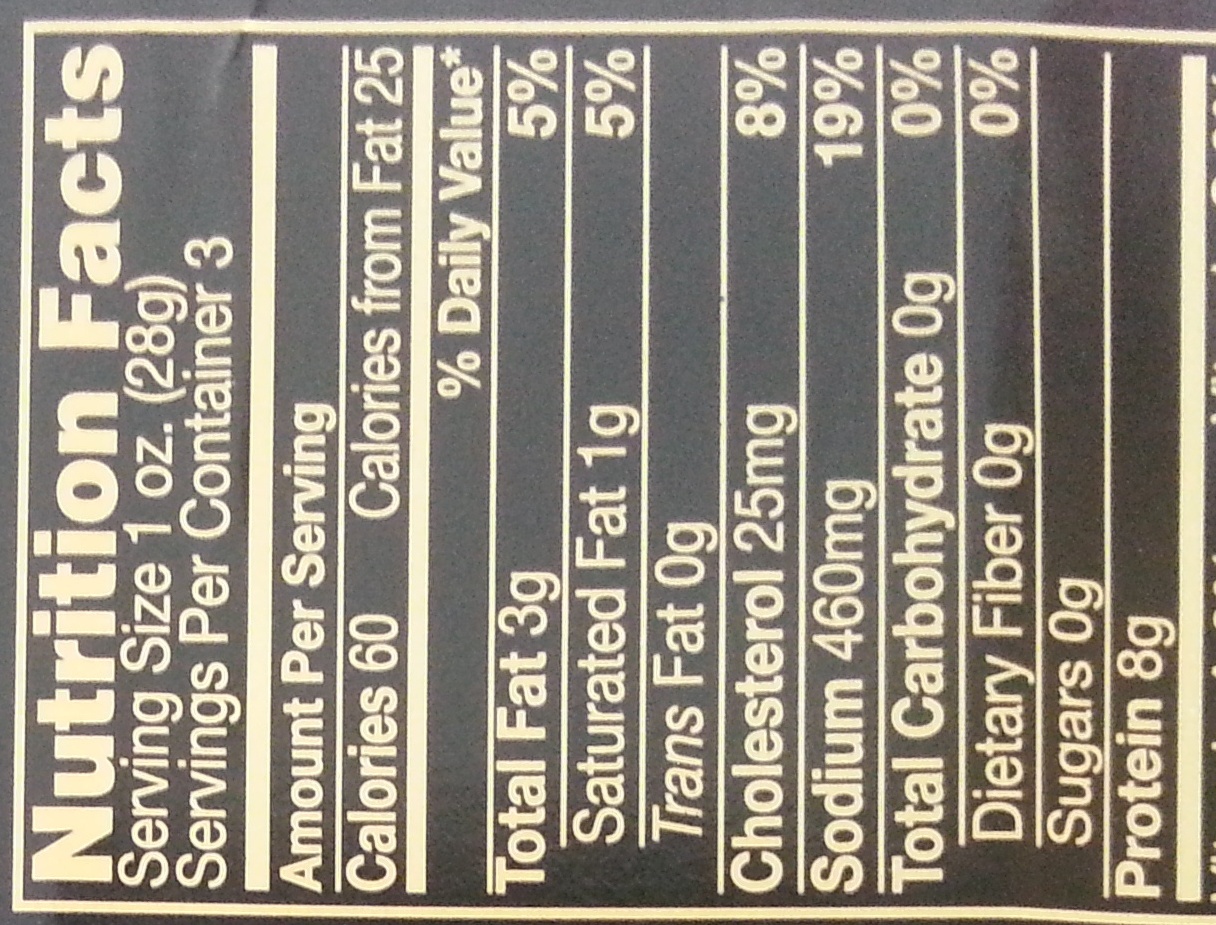 Nutrition Facts
Serving Size 1 oz. (28g)
Servings Per Container 3
Amount Per Serving
Calories 60 Calories from Fat 25
% Daily Value*
Total Fat 3g 5%
Saturated Fat 1g 5%
Trans Fat 0g
Cholesterol 25mg 8%
Sodium 460mg 19%
Total Carbohydrate 0g 0%
Dietary Fiber 0g 0%
Sugars 0g
Protein 8g